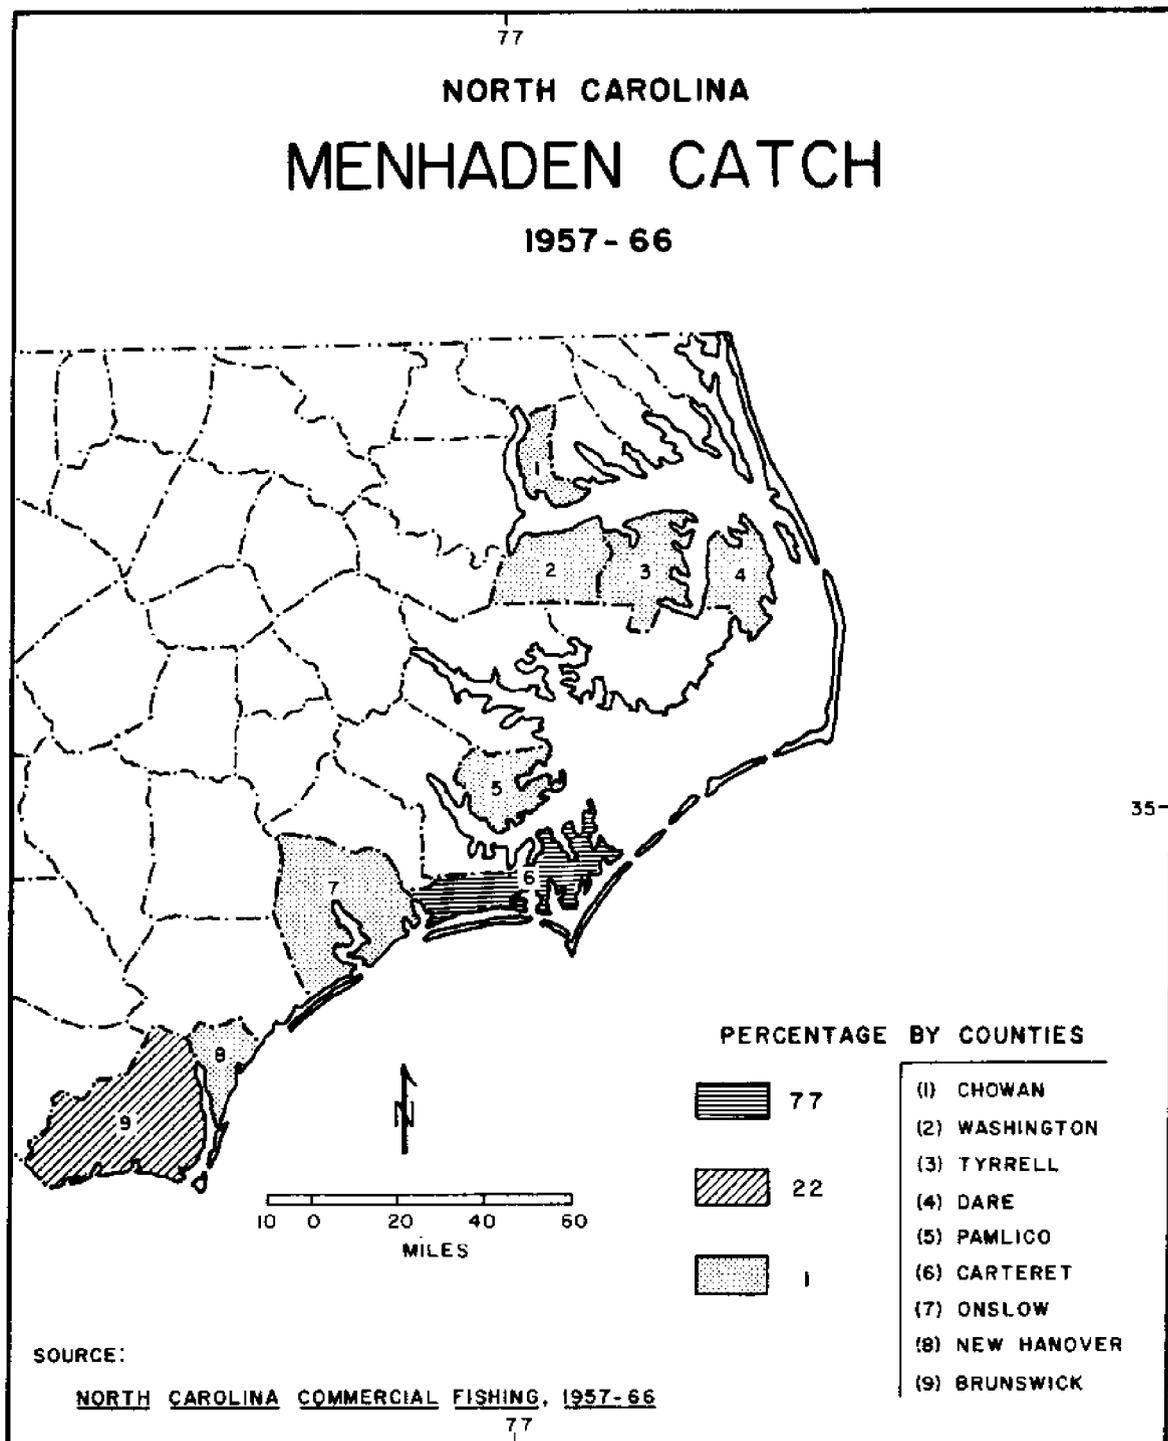 77
NORTH CAROLINA
MENHADEN CATCH
1957-66
1
2
3
4
5
35
6
7
8
9
N
PERCENTAGE BY COUNTIES
77
22
1
(1) CHOWAN
(2) WASHINGTON
(3) TYRRELL
(4) DARE
(5) PAMLICO
(6) CARTERET
(7) ONSLOW
(8) NEW HANOVER
(9) BRUNSWICK
10 0 20 40 60
MILES
SOURCE:
NORTH CAROLINA COMMERCIAL FISHING, 1957-66
77